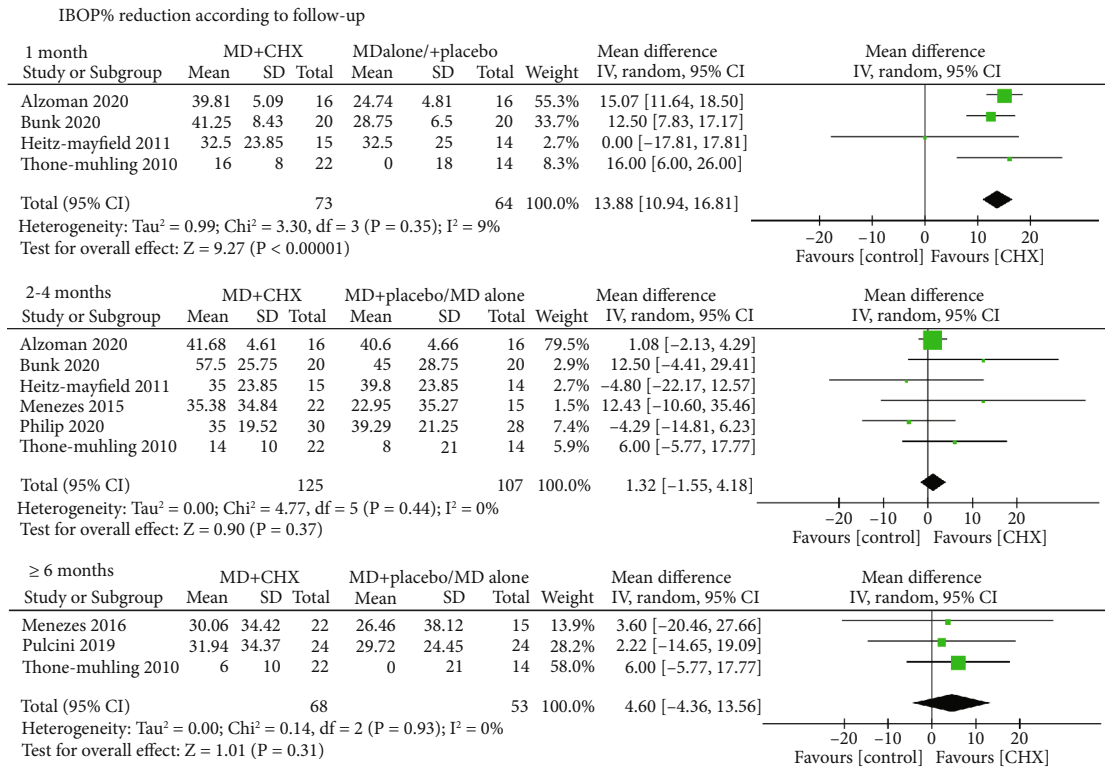 IBOP% reduction according to follow-up
1 month MD+CHX MDalone/+placebo Mean difference Mean difference
Study or Subgroup Mean SD Total Mean SD Total Weight IV, random, 95% CI IV, random, 95% CI
Alzoman 2020 39.81 5.09 16 24.74 4.81 16 55.3% 15.07 [11.64, 18.50]
Bunk 2020 41.25 8.43 20 28.75 6.5 20 33.7% 12.50 [7.83, 17.17]
Heitz-mayfield 2011 32.5 23.85 15 32.5 25 14 2.7% 0.00 [−17.81, 17.81]
Thone-muhling 2010 16 8 22 0 18 14 8.3% 16.00 [6.00, 26.00]
Total (95% CI) 73 64 100.0% 13.88 [10.94, 16.81]
Heterogeneity: Tau² = 0.99; Chi² = 3.30, df = 3 (P = 0.35); I² = 9%
Test for overall effect: Z = 9.27 (P < 0.00001)
−20 −10 0 10 20
Favours [control] Favours [CHX]
2-4 months MD+CHX MD+placebo/MD alone Mean difference Mean difference
Study or Subgroup Mean SD Total Mean SD Total Weight IV, random, 95% CI IV, random, 95% CI
Alzoman 2020 41.68 4.61 16 40.6 4.66 16 79.5% 1.08 [−2.13, 4.29]
Bunk 2020 57.5 25.75 20 45 28.75 20 2.9% 12.50 [−4.41, 29.41]
Heitz-mayfield 2011 35 23.85 15 39.8 23.85 14 2.7% −4.80 [−22.17, 12.57]
Menezes 2015 35.38 34.84 22 22.95 35.27 15 1.5% 12.43 [−10.60, 35.46]
Philip 2020 35 19.52 30 39.29 21.25 28 7.4% −4.29 [−14.81, 6.23]
Thone-muhling 2010 14 10 22 8 21 14 5.9% 6.00 [−5.77, 17.77]
Total (95% CI) 125 107 100.0% 1.32 [−1.55, 4.18]
Heterogeneity: Tau² = 0.00; Chi² = 4.77, df = 5 (P = 0.44); I² = 0%
Test for overall effect: Z = 0.90 (P = 0.37)
−20 −10 0 10 20
Favours [control] Favours [CHX]
≥ 6 months MD+CHX MD+placebo/MD alone Mean difference Mean difference
Study or Subgroup Mean SD Total Mean SD Total Weight IV, random, 95% CI IV, random, 95% CI
Menezes 2016 30.06 34.42 22 26.46 38.12 15 13.9% 3.60 [−20.46, 27.66]
Pulcini 2019 31.94 34.37 24 29.72 24.45 24 28.2% 2.22 [−14.65, 19.09]
Thone-muhling 2010 6 10 22 0 21 14 58.0% 6.00 [−5.77, 17.77]
Total (95% CI) 68 53 100.0% 4.60 [−4.36, 13.56]
Heterogeneity: Tau² = 0.00; Chi² = 0.14, df = 2 (P = 0.93); I² = 0%
Test for overall effect: Z = 1.01 (P = 0.31)
−20 −10 0 10 20
Favours [control] Favours [CHX]